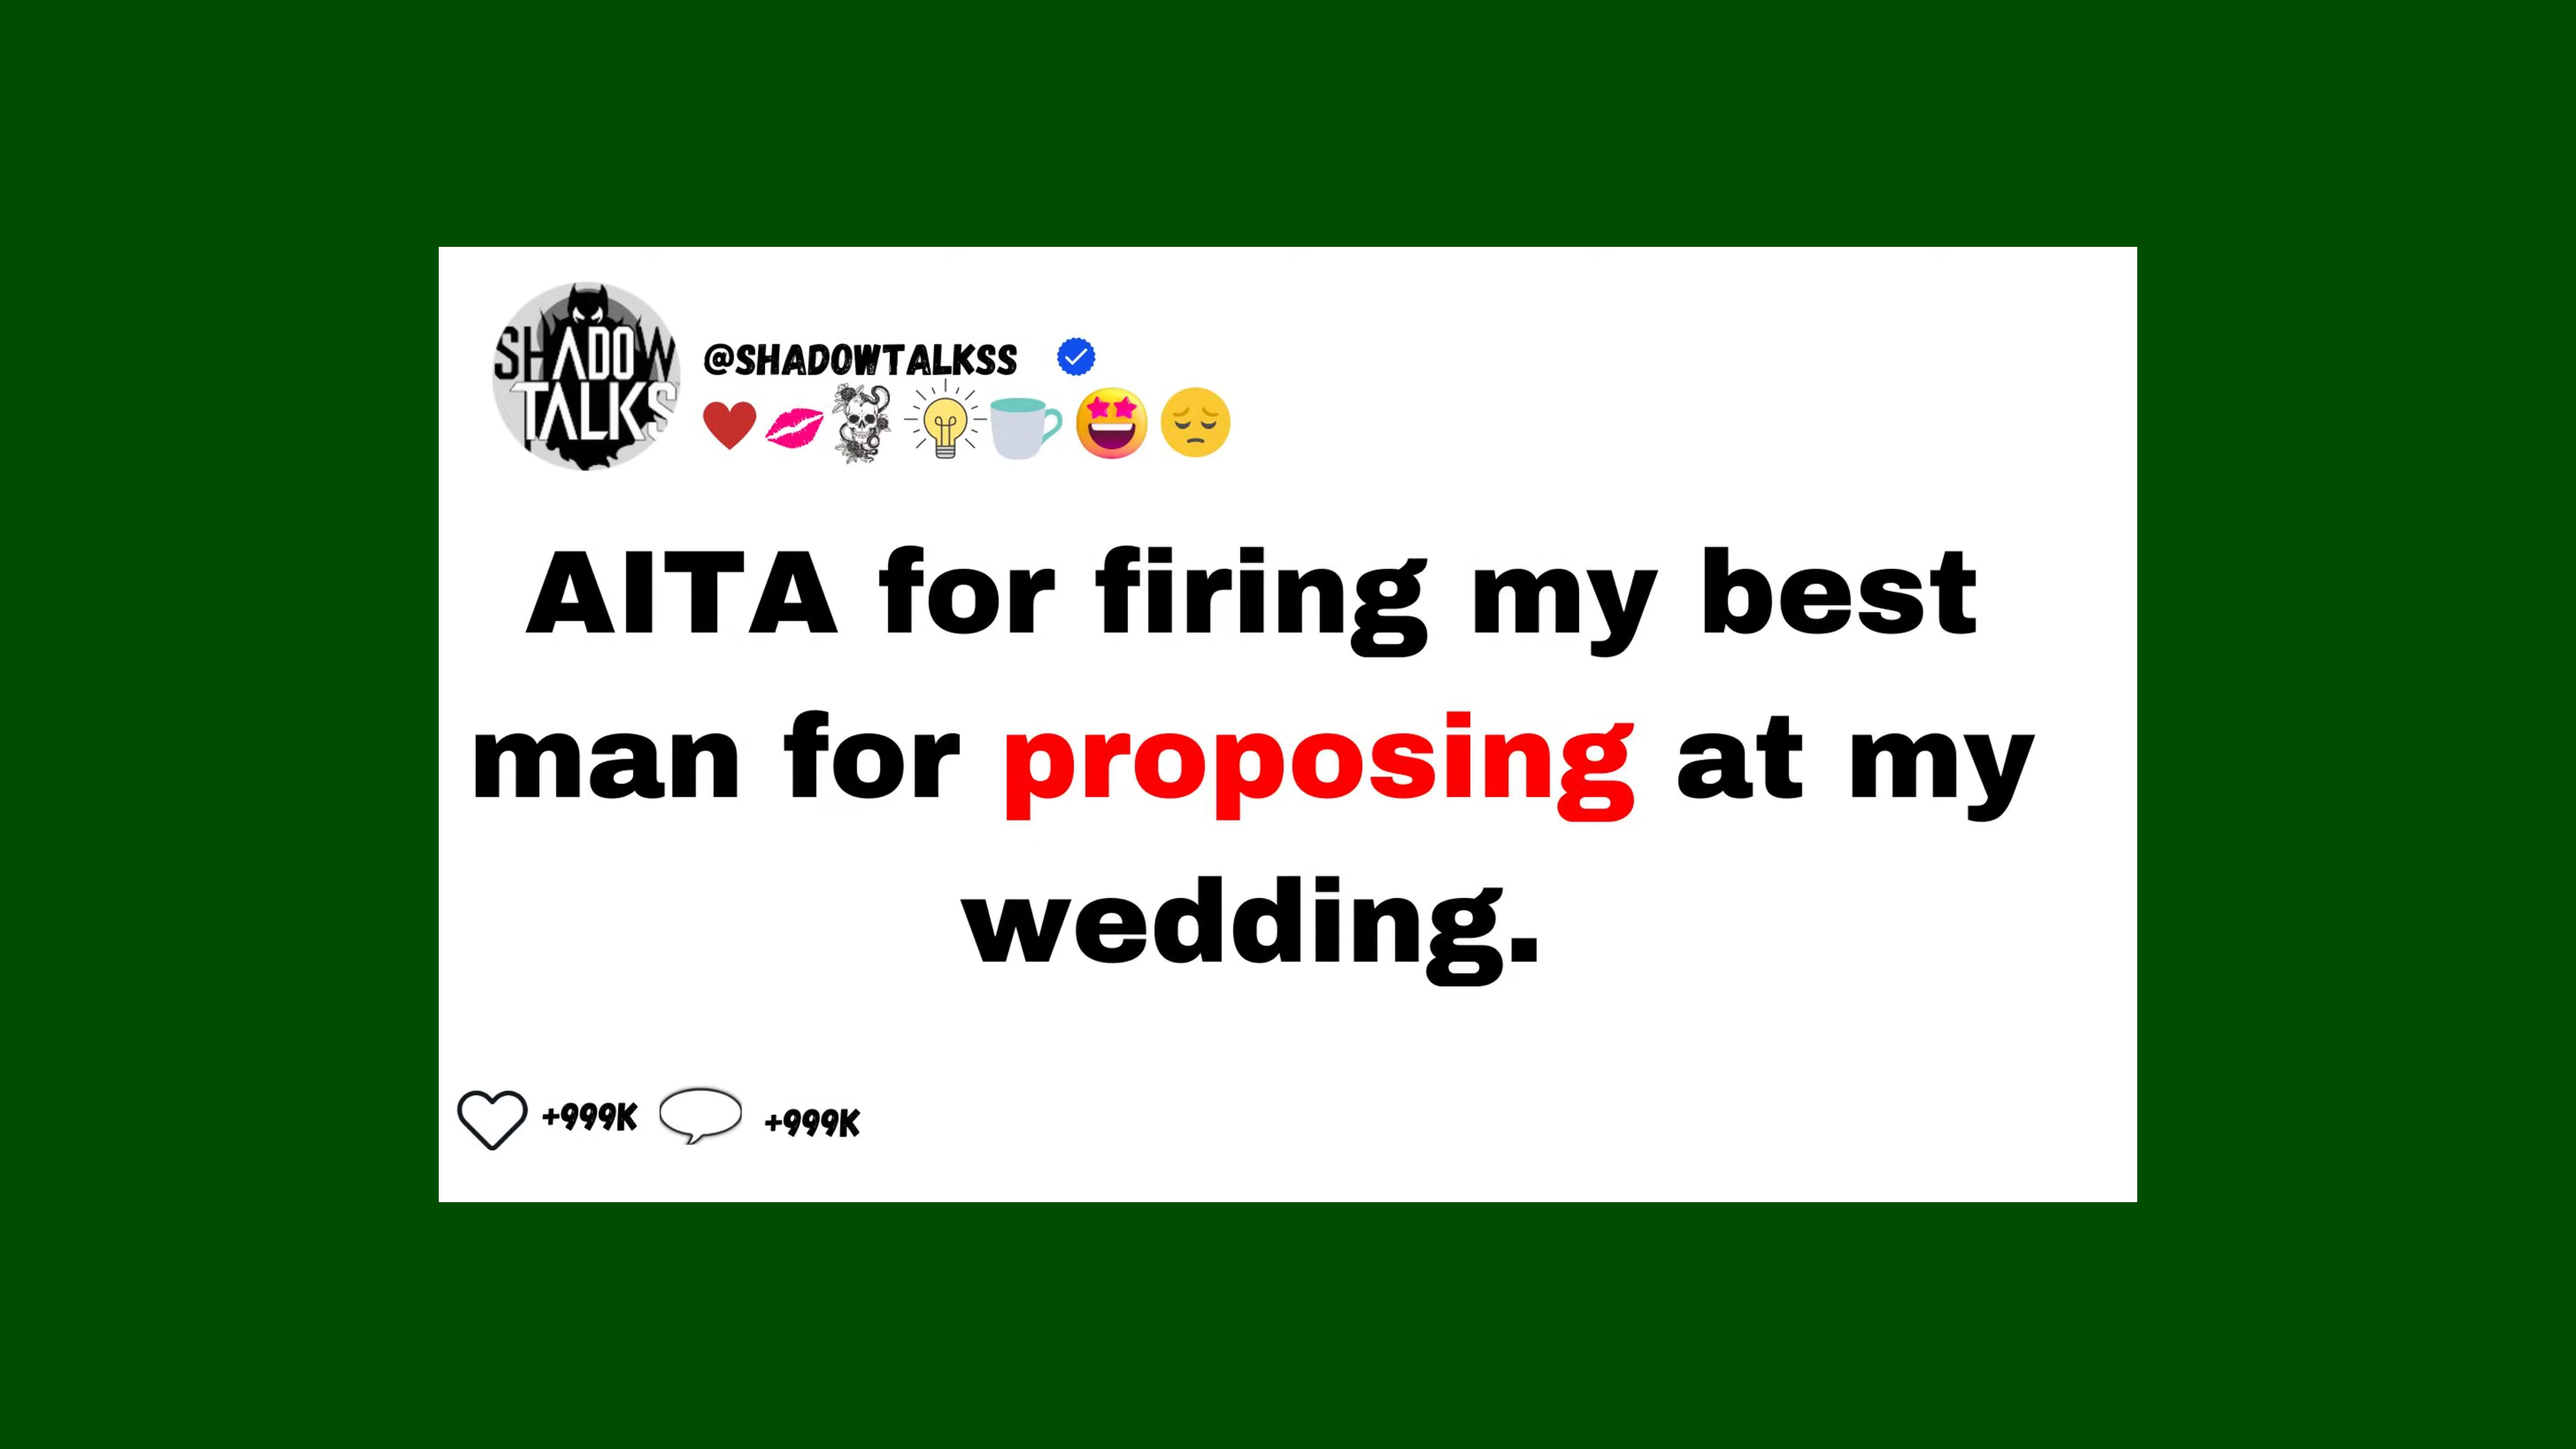 SHADOW
TALKS
@SHADOWTALKSS
AITA for firing my best
man for proposing at my
wedding.
+999K +999K